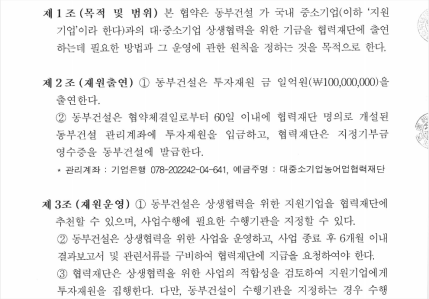 제 1 조 (목적 및 범위) 본 협약은 동부건설 가 국내 중소기업(이하 '지원
기업'이라 한다)과의 대·중소기업 상생협력을 위한 기금을 협력재단에 출연
하는데 필요한 방법과 그 운영에 관한 원칙을 정하는 것을 목적으로 한다.
제 2 조 (재원출연) ① 동부건설은 투자재원 금 일억원(₩100,000,000)을
출연한다.
② 동부건설은 협약체결일로부터 60일 이내에 협력재단 명의로 개설된
동부건설 관리계좌에 투자재원을 입금하고, 협력재단은 지정기부금
영수증을 동부건설에 발급한다.
* 관리계좌 : 기업은행 078-202242-04-641, 예금주명 : 대중소기업농어업협력재단
제 3조 (재원운영) ① 동부건설은 상생협력을 위한 지원기업을 협력재단에
추천할 수 있으며, 사업수행에 필요한 수행기관을 지정할 수 있다.
② 동부건설은 상생협력을 위한 사업을 운영하고, 사업 종료 후 6개월 이내
결과보고서 및 관련서류를 구비하여 협력재단에 지급을 요청하여야 한다.
③ 협력재단은 상생협력을 위한 사업의 적합성을 검토하여 지원기업에게
투자재원을 집행한다. 다만, 동부건설이 수행기관을 지정하는 경우 수행